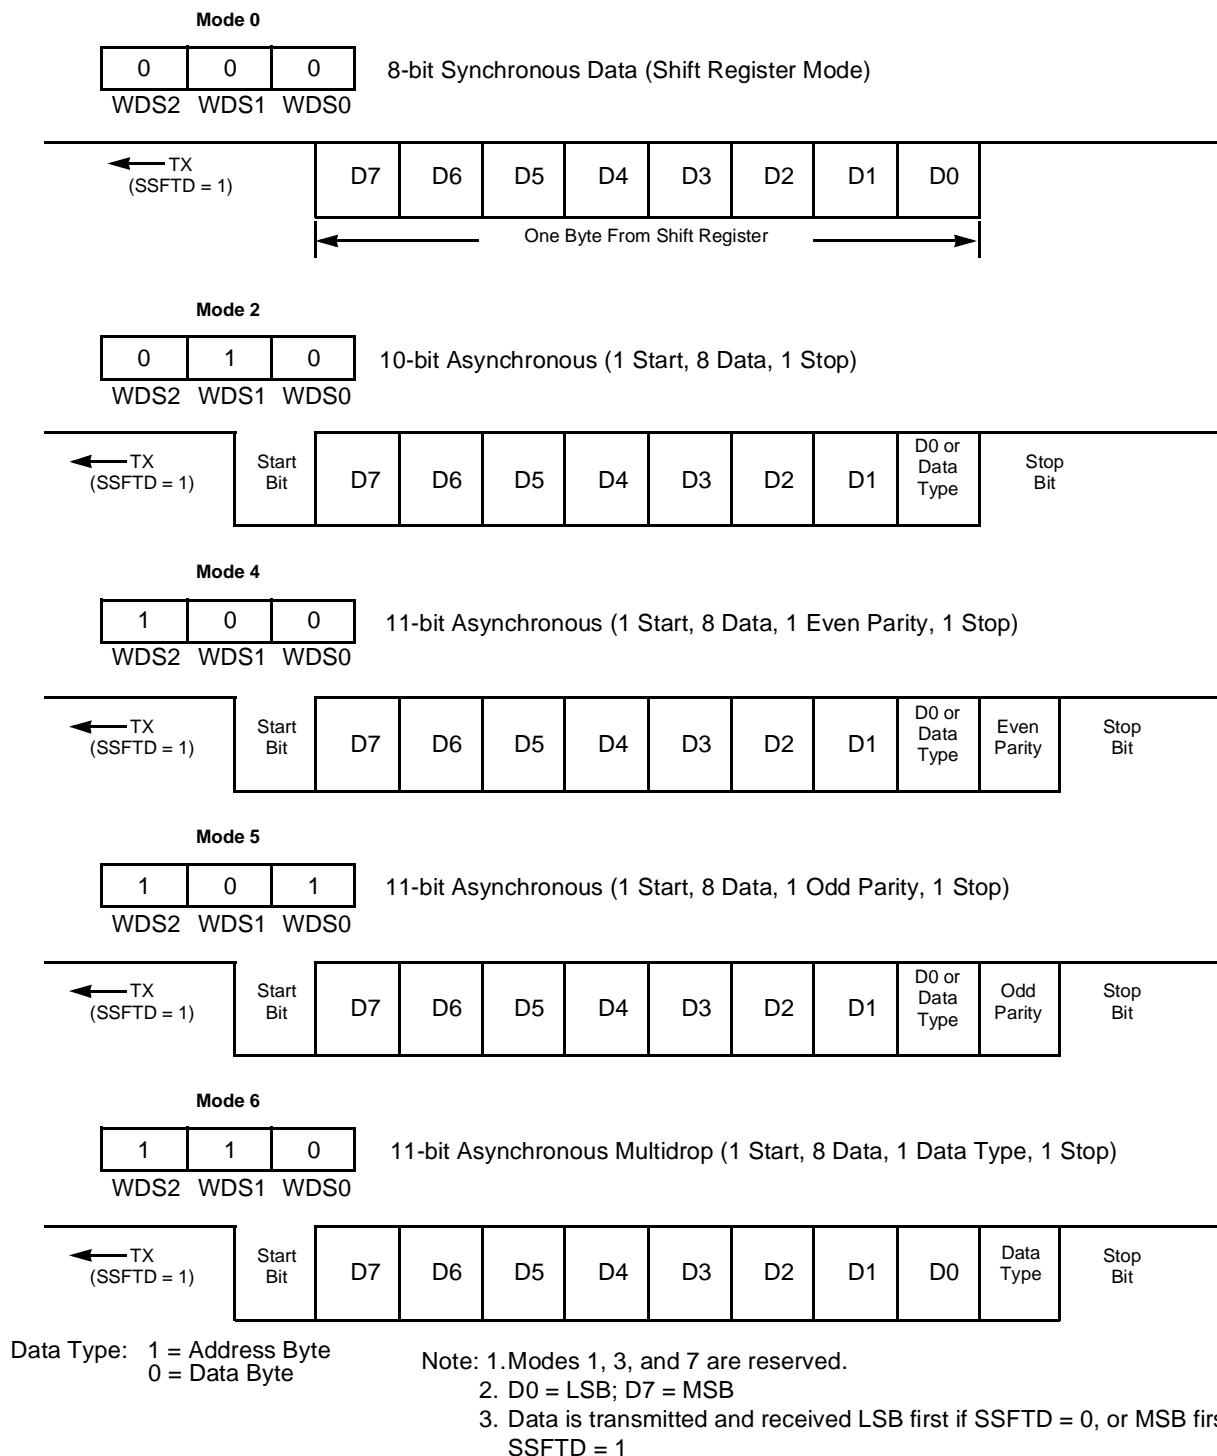 Mode 0
0 0 0 8-bit Synchronous Data (Shift Register Mode)
WDS2 WDS1 WDS0
TX
(SSFTD = 1)
D7 D6 D5 D4 D3 D2 D1 D0
One Byte From Shift Register
Mode 2
0 1 0 10-bit Asynchronous (1 Start, 8 Data, 1 Stop)
WDS2 WDS1 WDS0
TX
(SSFTD = 1)
Start
Bit
D7 D6 D5 D4 D3 D2 D1
D0 or
Data
Type
Stop
Bit
Mode 4
1 0 0 11-bit Asynchronous (1 Start, 8 Data, 1 Even Parity, 1 Stop)
WDS2 WDS1 WDS0
TX
(SSFTD = 1)
Start
Bit
D7 D6 D5 D4 D3 D2 D1
D0 or
Data
Type
Even
Parity
Stop
Bit
Mode 5
1 0 1 11-bit Asynchronous (1 Start, 8 Data, 1 Odd Parity, 1 Stop)
WDS2 WDS1 WDS0
TX
(SSFTD = 1)
Start
Bit
D7 D6 D5 D4 D3 D2 D1
D0 or
Data
Type
Odd
Parity
Stop
Bit
Mode 6
1 1 0 11-bit Asynchronous Multidrop (1 Start, 8 Data, 1 Data Type, 1 Stop)
WDS2 WDS1 WDS0
TX
(SSFTD = 1)
Start
Bit
D7 D6 D5 D4 D3 D2 D1 D0
Data
Type
Stop
Bit
Data Type: 1 = Address Byte
0 = Data Byte
Note: 1.Modes 1, 3, and 7 are reserved.
2. D0 = LSB; D7 = MSB
3. Data is transmitted and received LSB first if SSFTD = 0, or MSB firs
SSFTD = 1